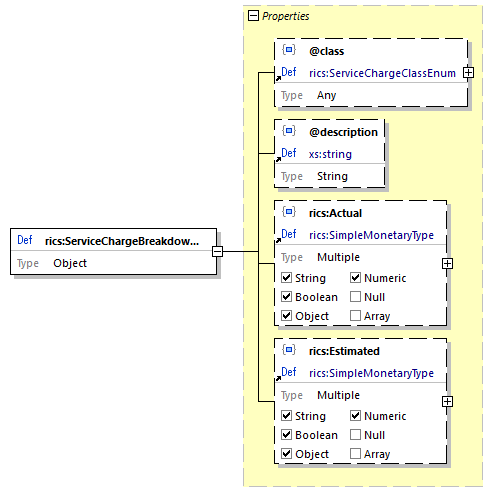 Properties
@class
Def rics:ServiceChargeClassEnum
Type Any
@description
Def xs:string
Type String
Def rics:ServiceChargeBreakdow...
Type Object
rics:Actual
Def rics:SimpleMonetaryType
Type Multiple
String Numeric
Boolean Null
Object Array
rics:Estimated
Def rics:SimpleMonetaryType
Type Multiple
String Numeric
Boolean Null
Object Array